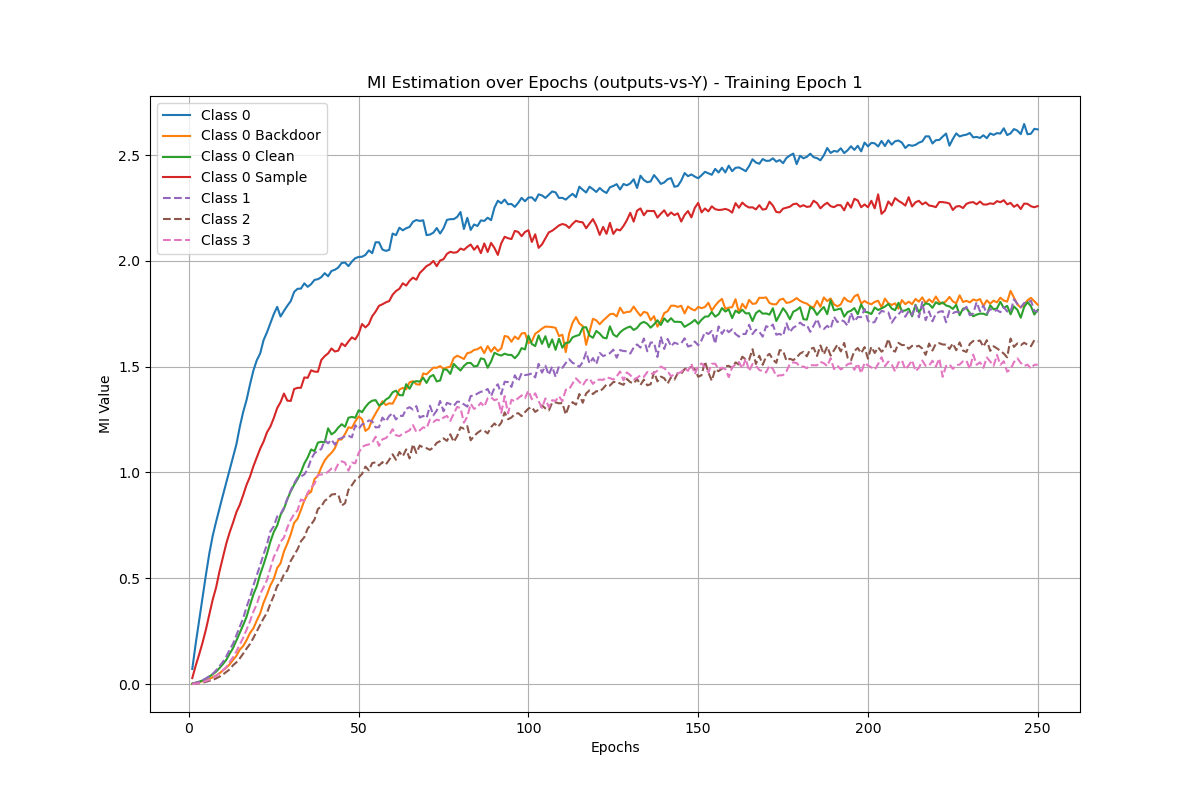 MI Estimation over Epochs (outputs-vs-Y) - Training Epoch 1
Class 0
Class 0 Backdoor
Class 0 Clean
Class 0 Sample
Class 1
Class 2
Class 3
2.5
2.0
1.5
1.0
0.5
0.0
MI Value
0 50 100 150 200 250
Epochs